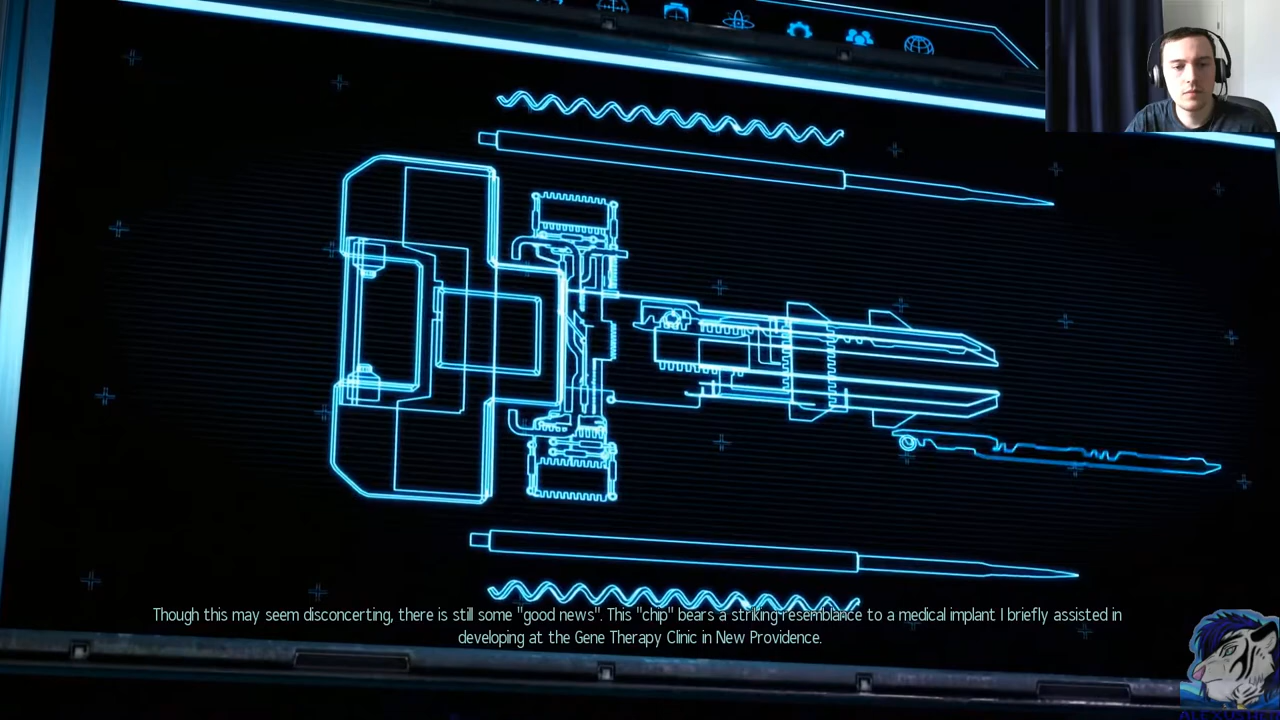 Though this may seem disconcerting, there is still some "good news". This "chip" bears a striking resemblance to a medical implant I briefly assisted in
developing at the Gene Therapy Clinic in New Providence.